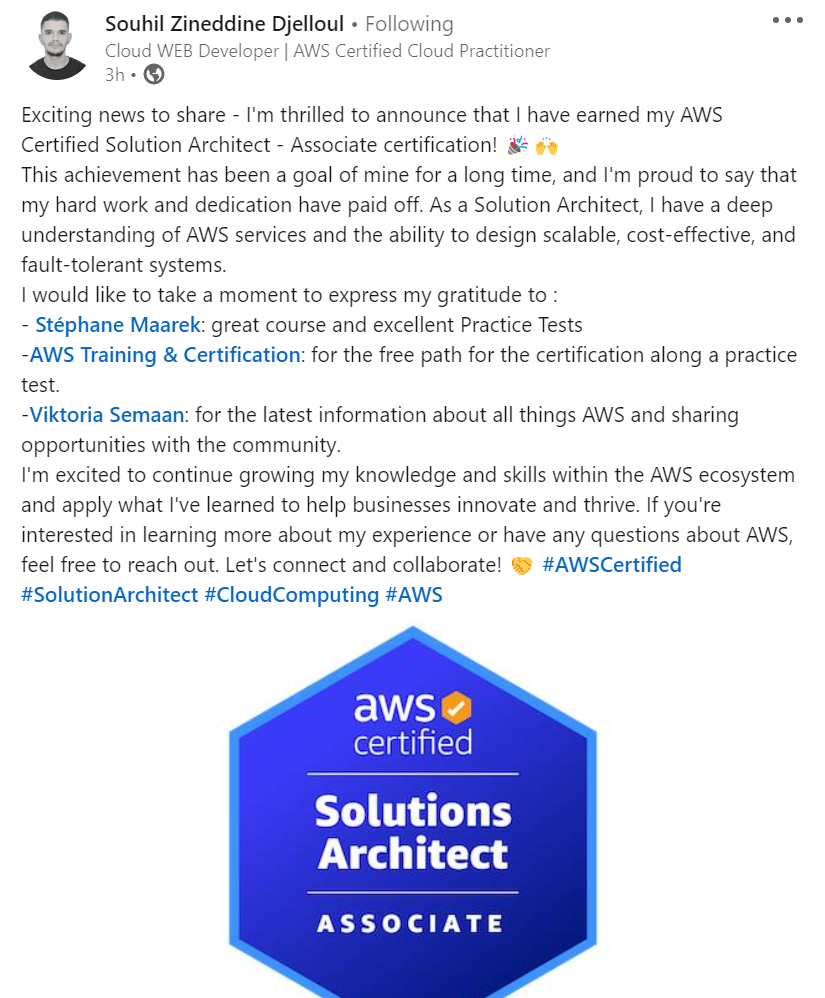 Souhil Zineddine Djelloul • Following
Cloud WEB Developer | AWS Certified Cloud Practitioner
3h •
Exciting news to share - I'm thrilled to announce that I have earned my AWS
Certified Solution Architect - Associate certification! 🎉 🙌
This achievement has been a goal of mine for a long time, and I'm proud to say that
my hard work and dedication have paid off. As a Solution Architect, I have a deep
understanding of AWS services and the ability to design scalable, cost-effective, and
fault-tolerant systems.
I would like to take a moment to express my gratitude to :
- Stéphane Maarek: great course and excellent Practice Tests
-AWS Training & Certification: for the free path for the certification along a practice
test.
-Viktoria Semaan: for the latest information about all things AWS and sharing
opportunities with the community.
I'm excited to continue growing my knowledge and skills within the AWS ecosystem
and apply what I've learned to help businesses innovate and thrive. If you're
interested in learning more about my experience or have any questions about AWS,
feel free to reach out. Let's connect and collaborate! 🤝 #AWSCertified
#SolutionArchitect #CloudComputing #AWS
aws
certified
Solutions
Architect
ASSOCIATE